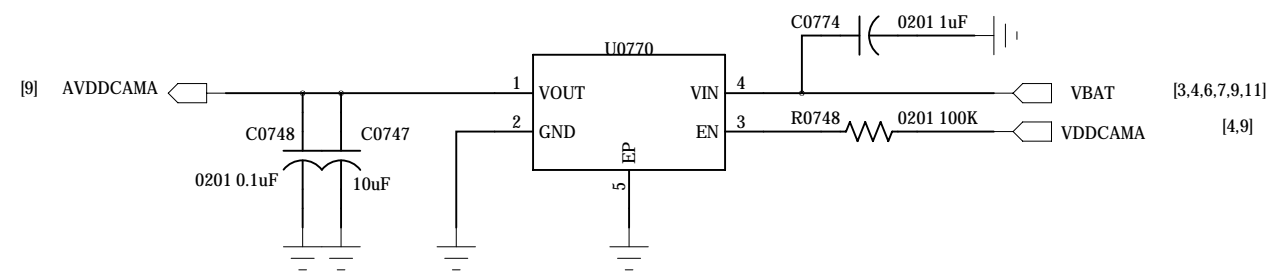 C0774 0201 1uF
U0770
[9] AVDDCAMA
1 VOUT VIN 4
VBAT [3,4,6,7,9,11]
2 GND EN 3
R0748 0201 100K
VDDCAMA [4,9]
C0748 C0747
0201 0.1uF 10uF
EP
5